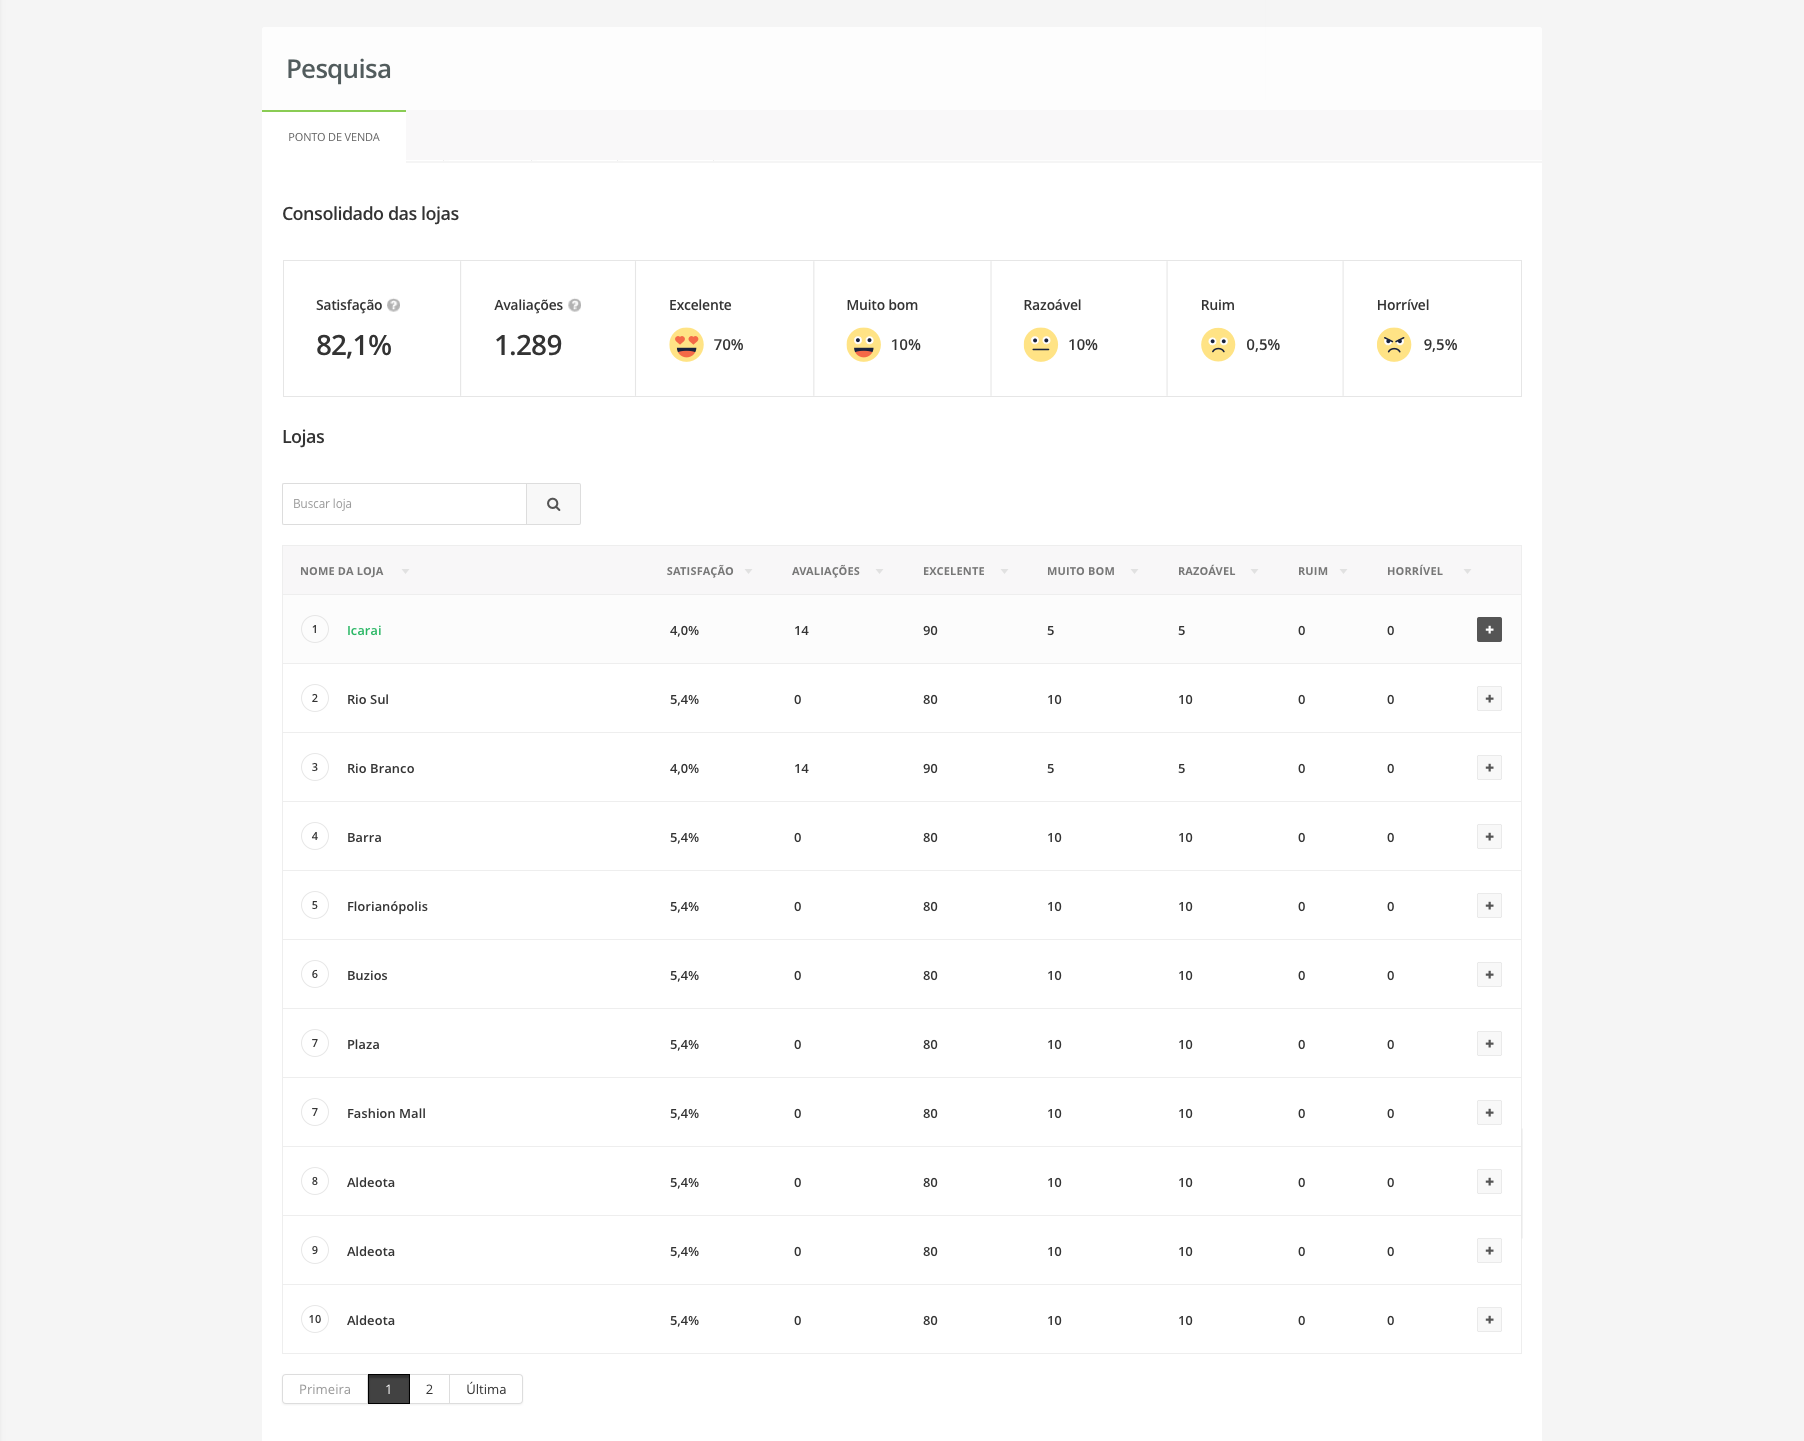 Pesquisa
PONTO DE VENDA
Consolidado das lojas
Satisfação ? Avaliações ? Excelente Muito bom Razoável Ruim Horrível
82,1% 1.289 70% 10% 10% 0,5% 9,5%
Lojas
Buscar loja
NOME DA LOJA SATISFAÇÃO AVALIAÇÕES EXCELENTE MUITO BOM RAZOÁVEL RUIM HORRÍVEL
1 Icarai 4,0% 14 90 5 5 0 0 +
2 Rio Sul 5,4% 0 80 10 10 0 0 +
3 Rio Branco 4,0% 14 90 5 5 0 0 +
4 Barra 5,4% 0 80 10 10 0 0 +
5 Florianópolis 5,4% 0 80 10 10 0 0 +
6 Buzios 5,4% 0 80 10 10 0 0 +
7 Plaza 5,4% 0 80 10 10 0 0 +
7 Fashion Mall 5,4% 0 80 10 10 0 0 +
8 Aldeota 5,4% 0 80 10 10 0 0 +
9 Aldeota 5,4% 0 80 10 10 0 0 +
10 Aldeota 5,4% 0 80 10 10 0 0 +
Primeira 1 2 Última